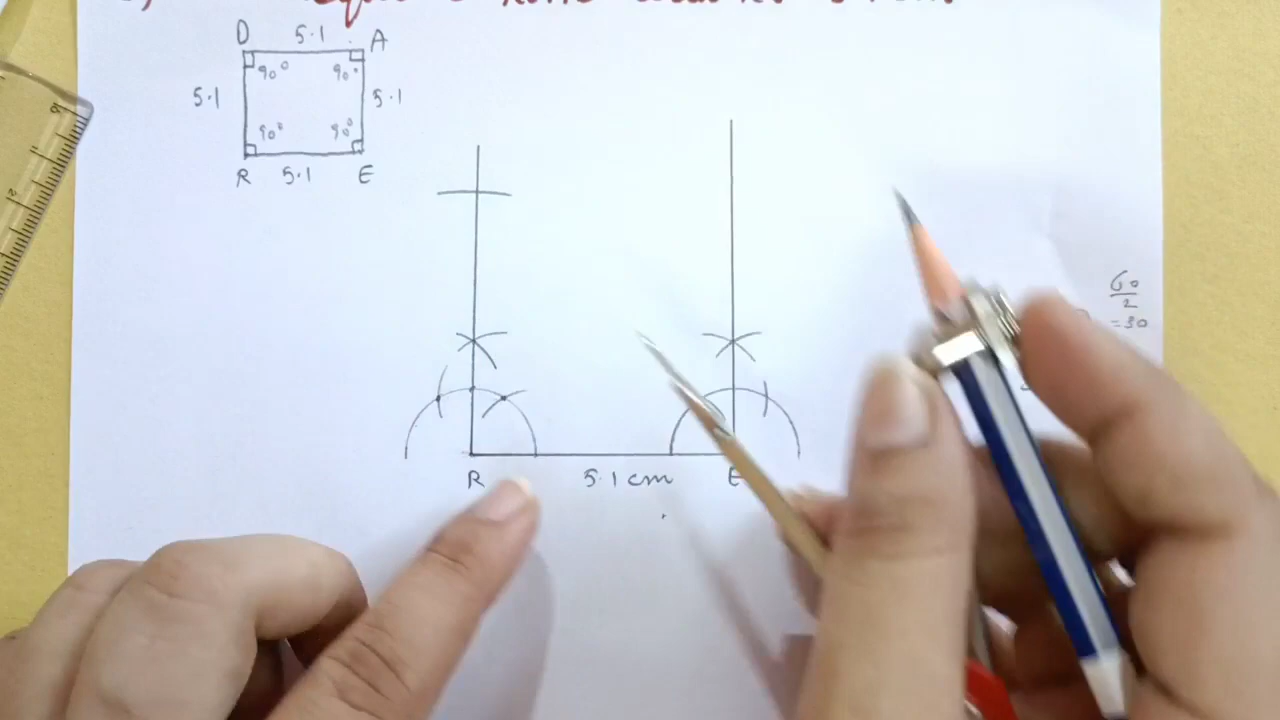 D 5.1 A
90° 90°
5.1 5.1
90° 90°
R 5.1 E
60
2
=30
R 5.1 cm E